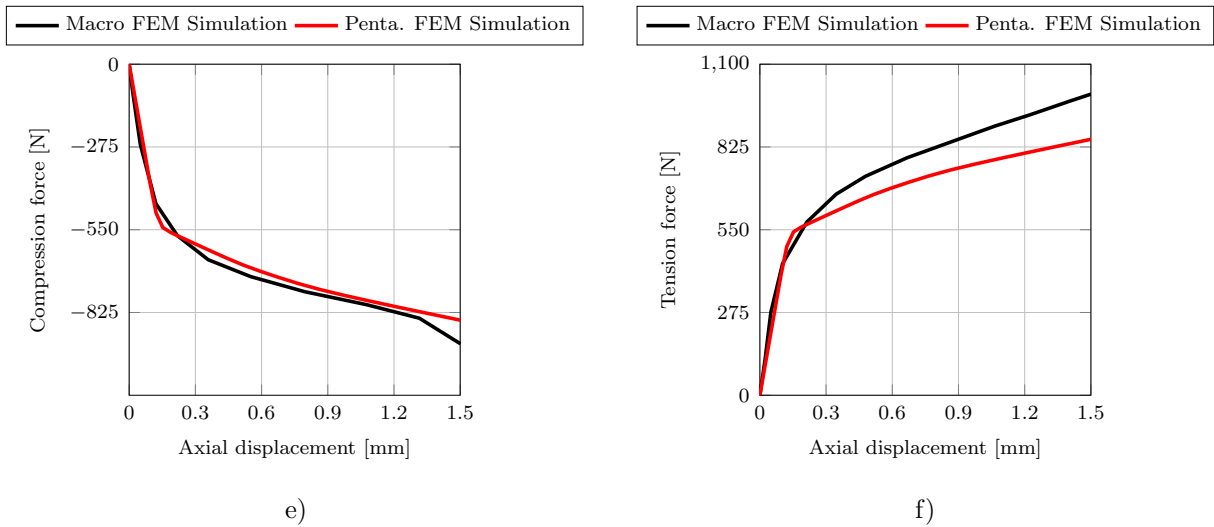 Macro FEM Simulation Penta. FEM Simulation
0
−275
−550
−825
Compression force [N]
0 0.3 0.6 0.9 1.2 1.5
Axial displacement [mm]
e)
Macro FEM Simulation Penta. FEM Simulation
1,100
825
550
275
0
Tension force [N]
0 0.3 0.6 0.9 1.2 1.5
Axial displacement [mm]
f)